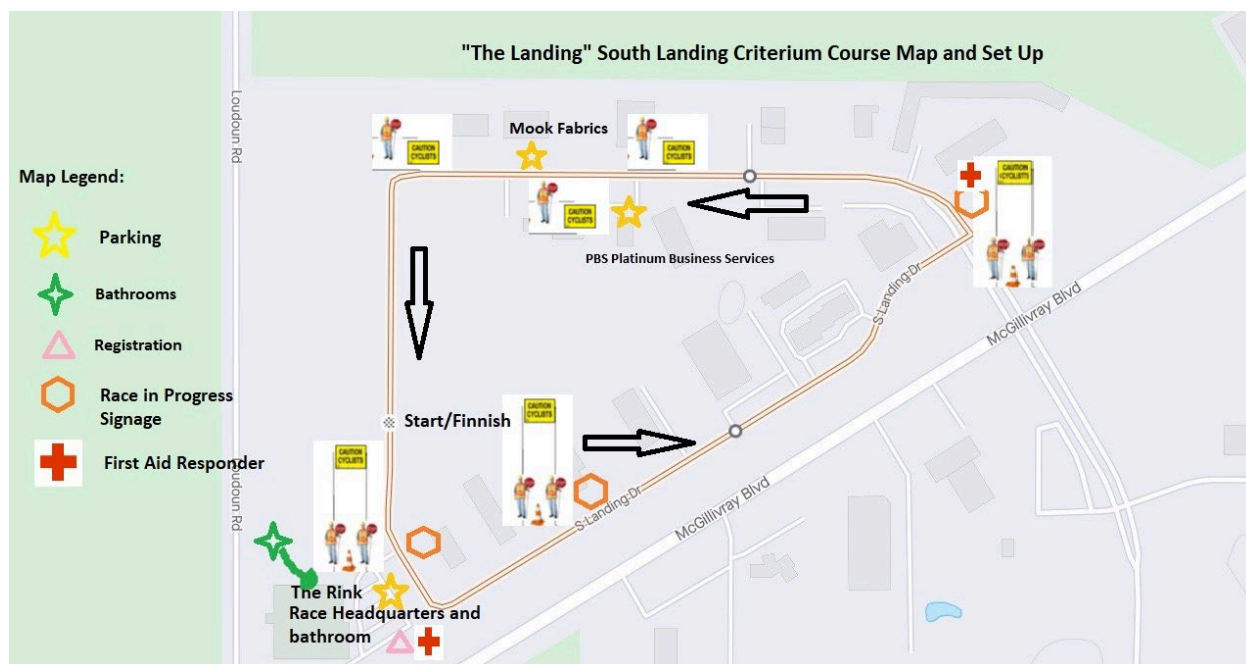 "The Landing" South Landing Criterium Course Map and Set Up
Loudoun Rd
Mook Fabrics
CAUTION
CYCLISTS
CAUTION
CYCLISTS
CAUTION
CYCLISTS
CAUTION
CYCLISTS
Map Legend:
Parking
Bathrooms
Registration
Race in Progress
Signage
First Aid Responder
PBS Platinum Business Services
S Landing Dr
McGillivray Blvd
Start/Finnish
CAUTION
CYCLISTS
CAUTION
CYCLISTS
Loudoun Rd
S Landing Dr
McGillivray Blvd
The Rink
Race Headquarters and
bathroom